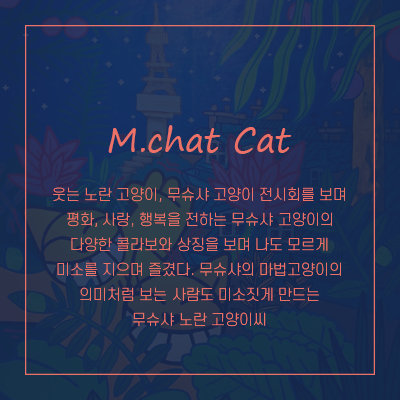 M.chat Cat
웃는 노란 고양이, 무슈샤 고양이 전시회를 보며
평화, 사랑, 행복을 전하는 무슈샤 고양이의
다양한 콜라보와 상징을 보며 나도 모르게
미소를 지으며 즐겼다. 무슈샤의 마법고양이의
의미처럼 보는 사람도 미소짓게 만드는
무슈샤 노란 고양이씨